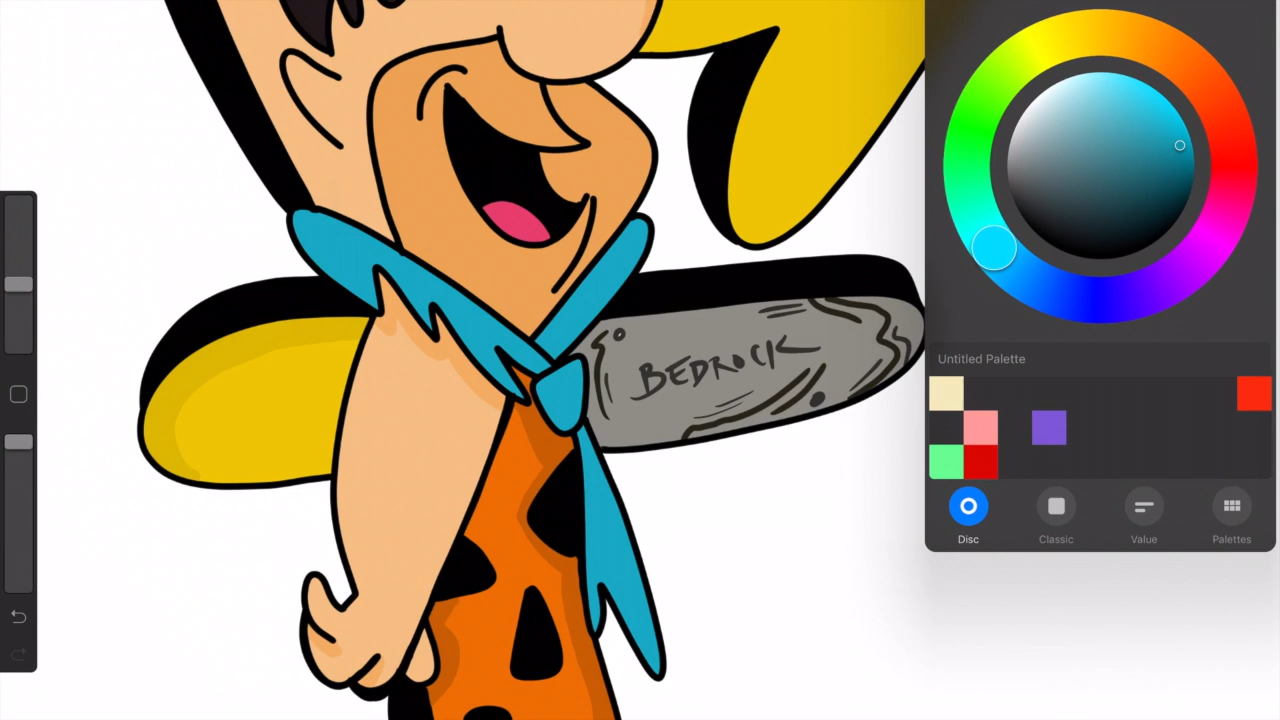 BEDROCK
Untitled Palette
Disc
Classic
Value
Palettes